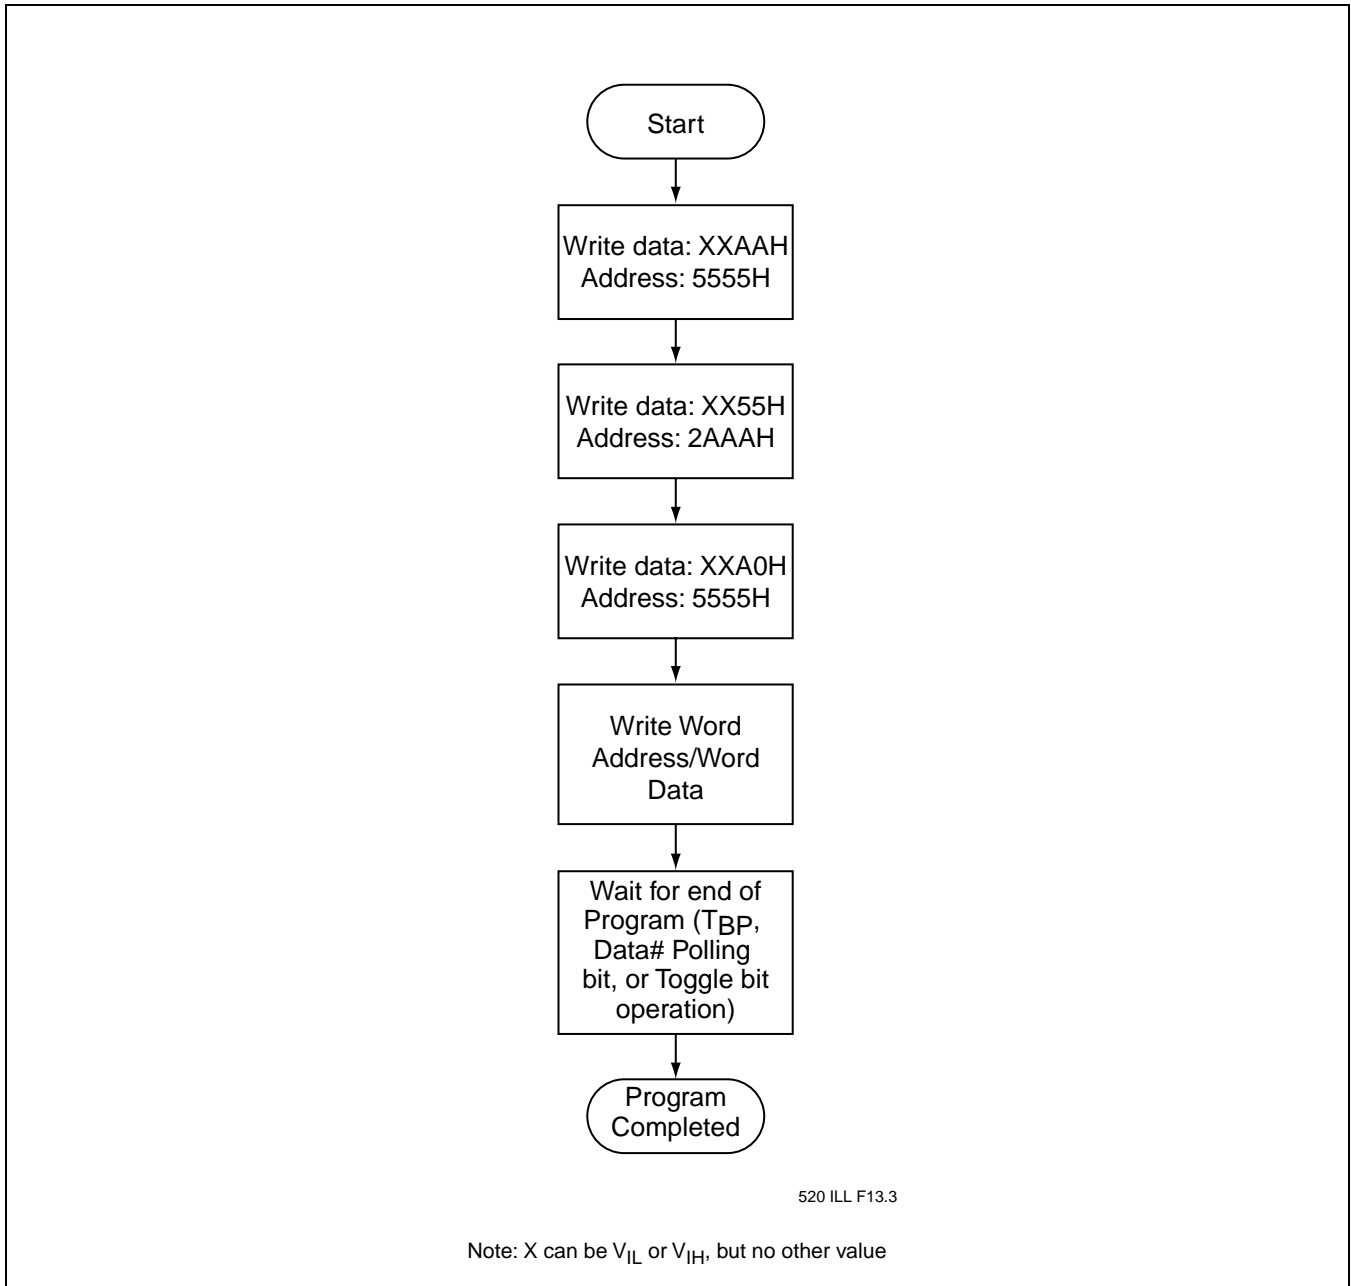 Start
Write data: XXAAH
Address: 5555H
Write data: XX55H
Address: 2AAAH
Write data: XXA0H
Address: 5555H
Write Word
Address/Word
Data
Wait for end of
Program (TBP,
Data# Polling
bit, or Toggle bit
operation)
Program
Completed
520 ILL F13.3
Note: X can be VIL or VIH, but no other value